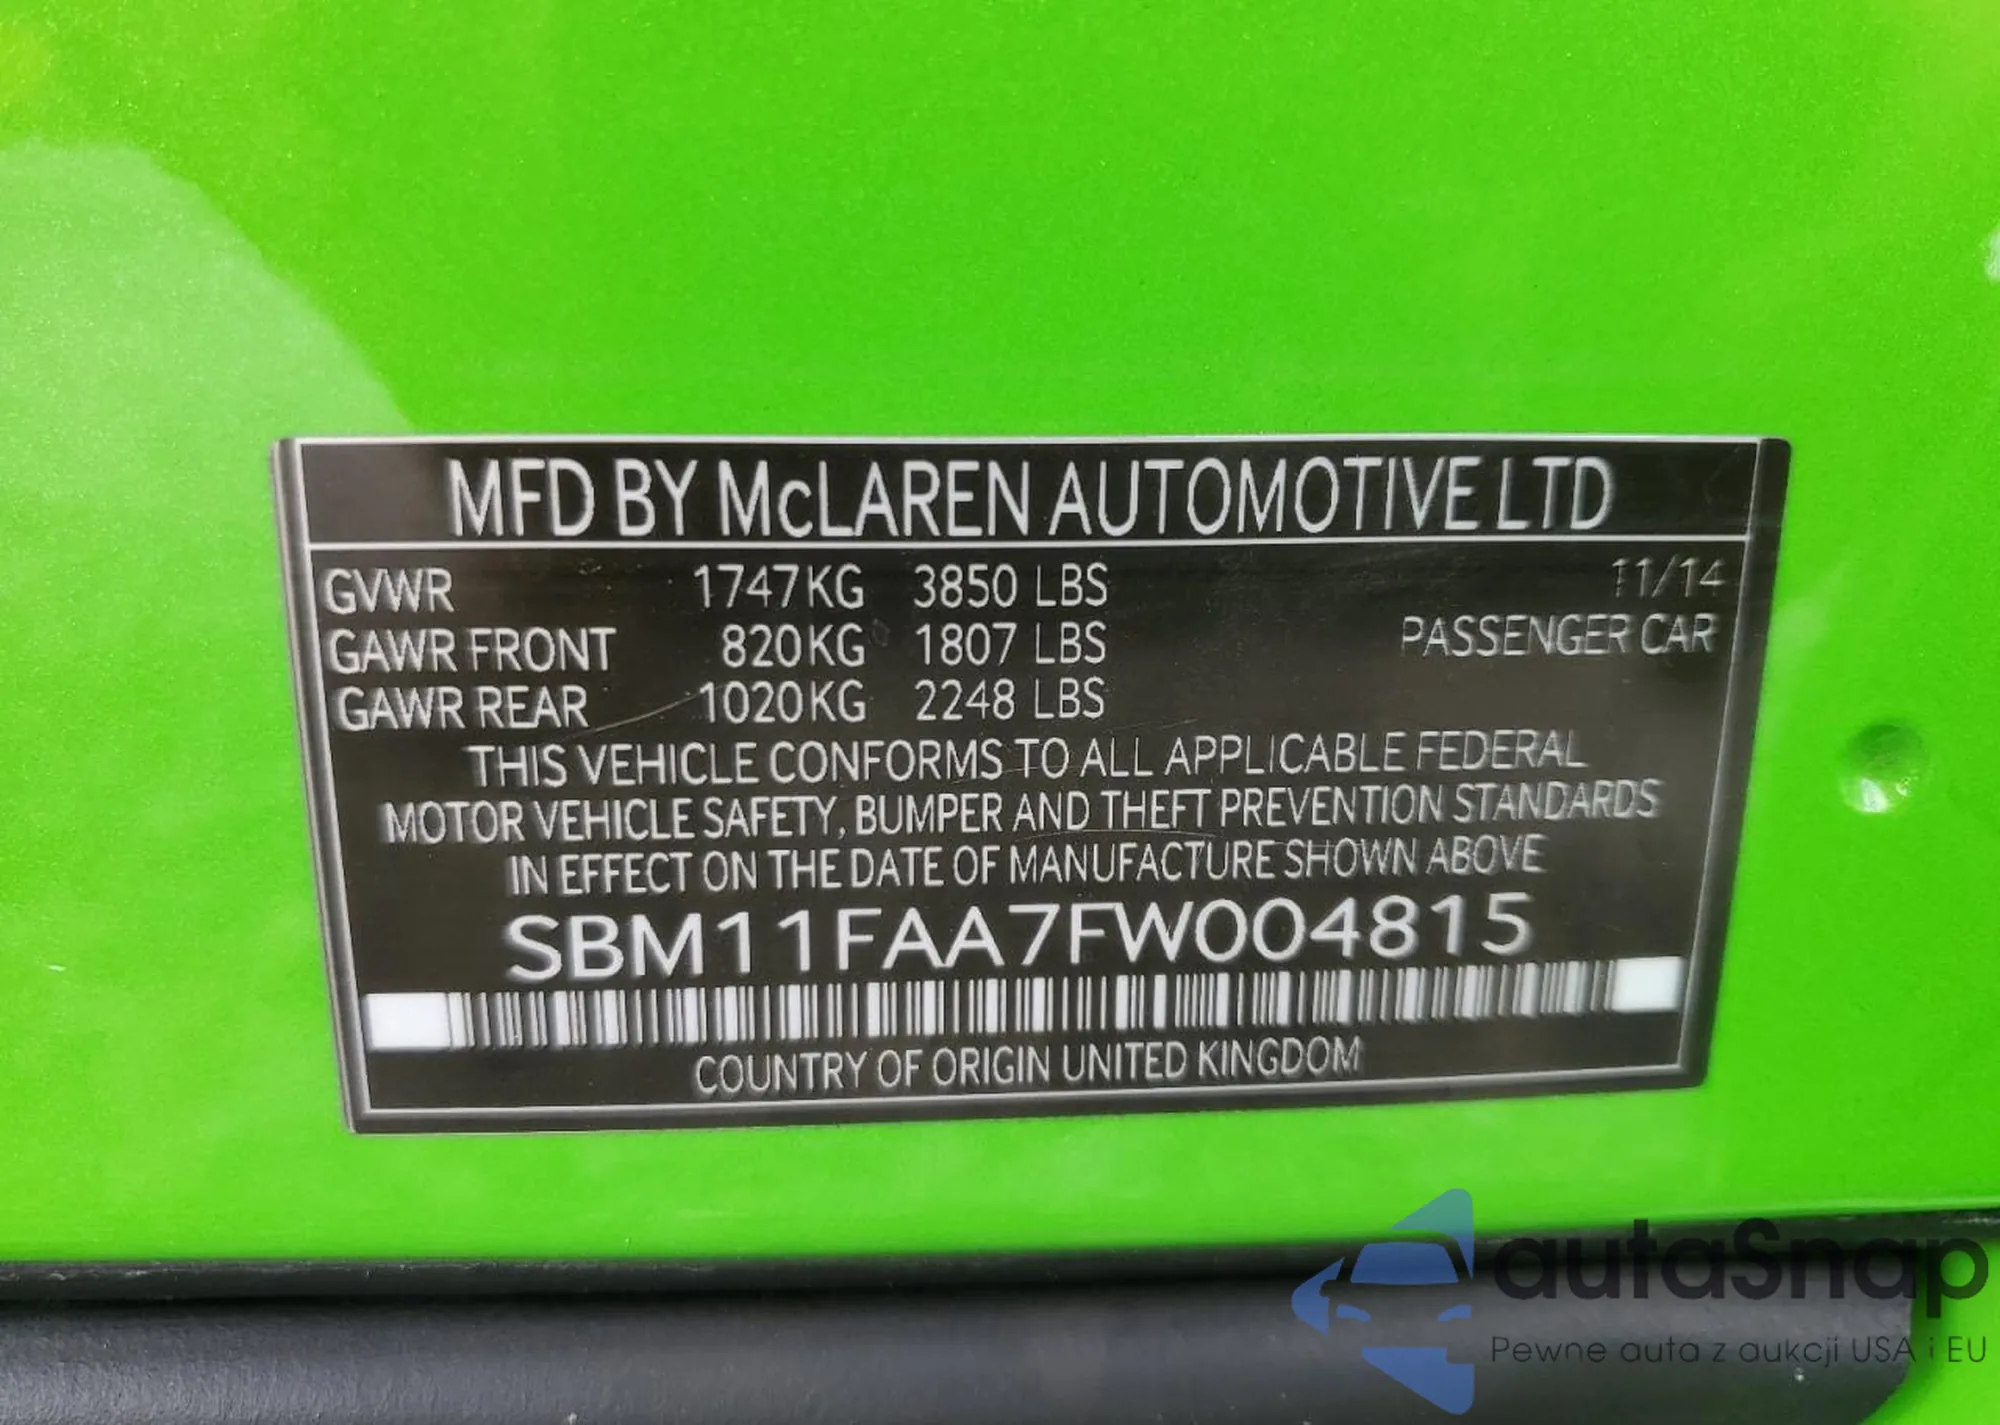 MFD BY McLAREN AUTOMOTIVE LTD
GVWR 1747KG 3850 LBS 11/14
GAWR FRONT 820KG 1807 LBS PASSENGER CAR
GAWR REAR 1020KG 2248 LBS
THIS VEHICLE CONFORMS TO ALL APPLICABLE FEDERAL
MOTOR VEHICLE SAFETY, BUMPER AND THEFT PREVENTION STANDARDS
IN EFFECT ON THE DATE OF MANUFACTURE SHOWN ABOVE
SBM11FAA7FW004815
COUNTRY OF ORIGIN UNITED KINGDOM
autaSnap
Pewne auta z aukcji USA i EU